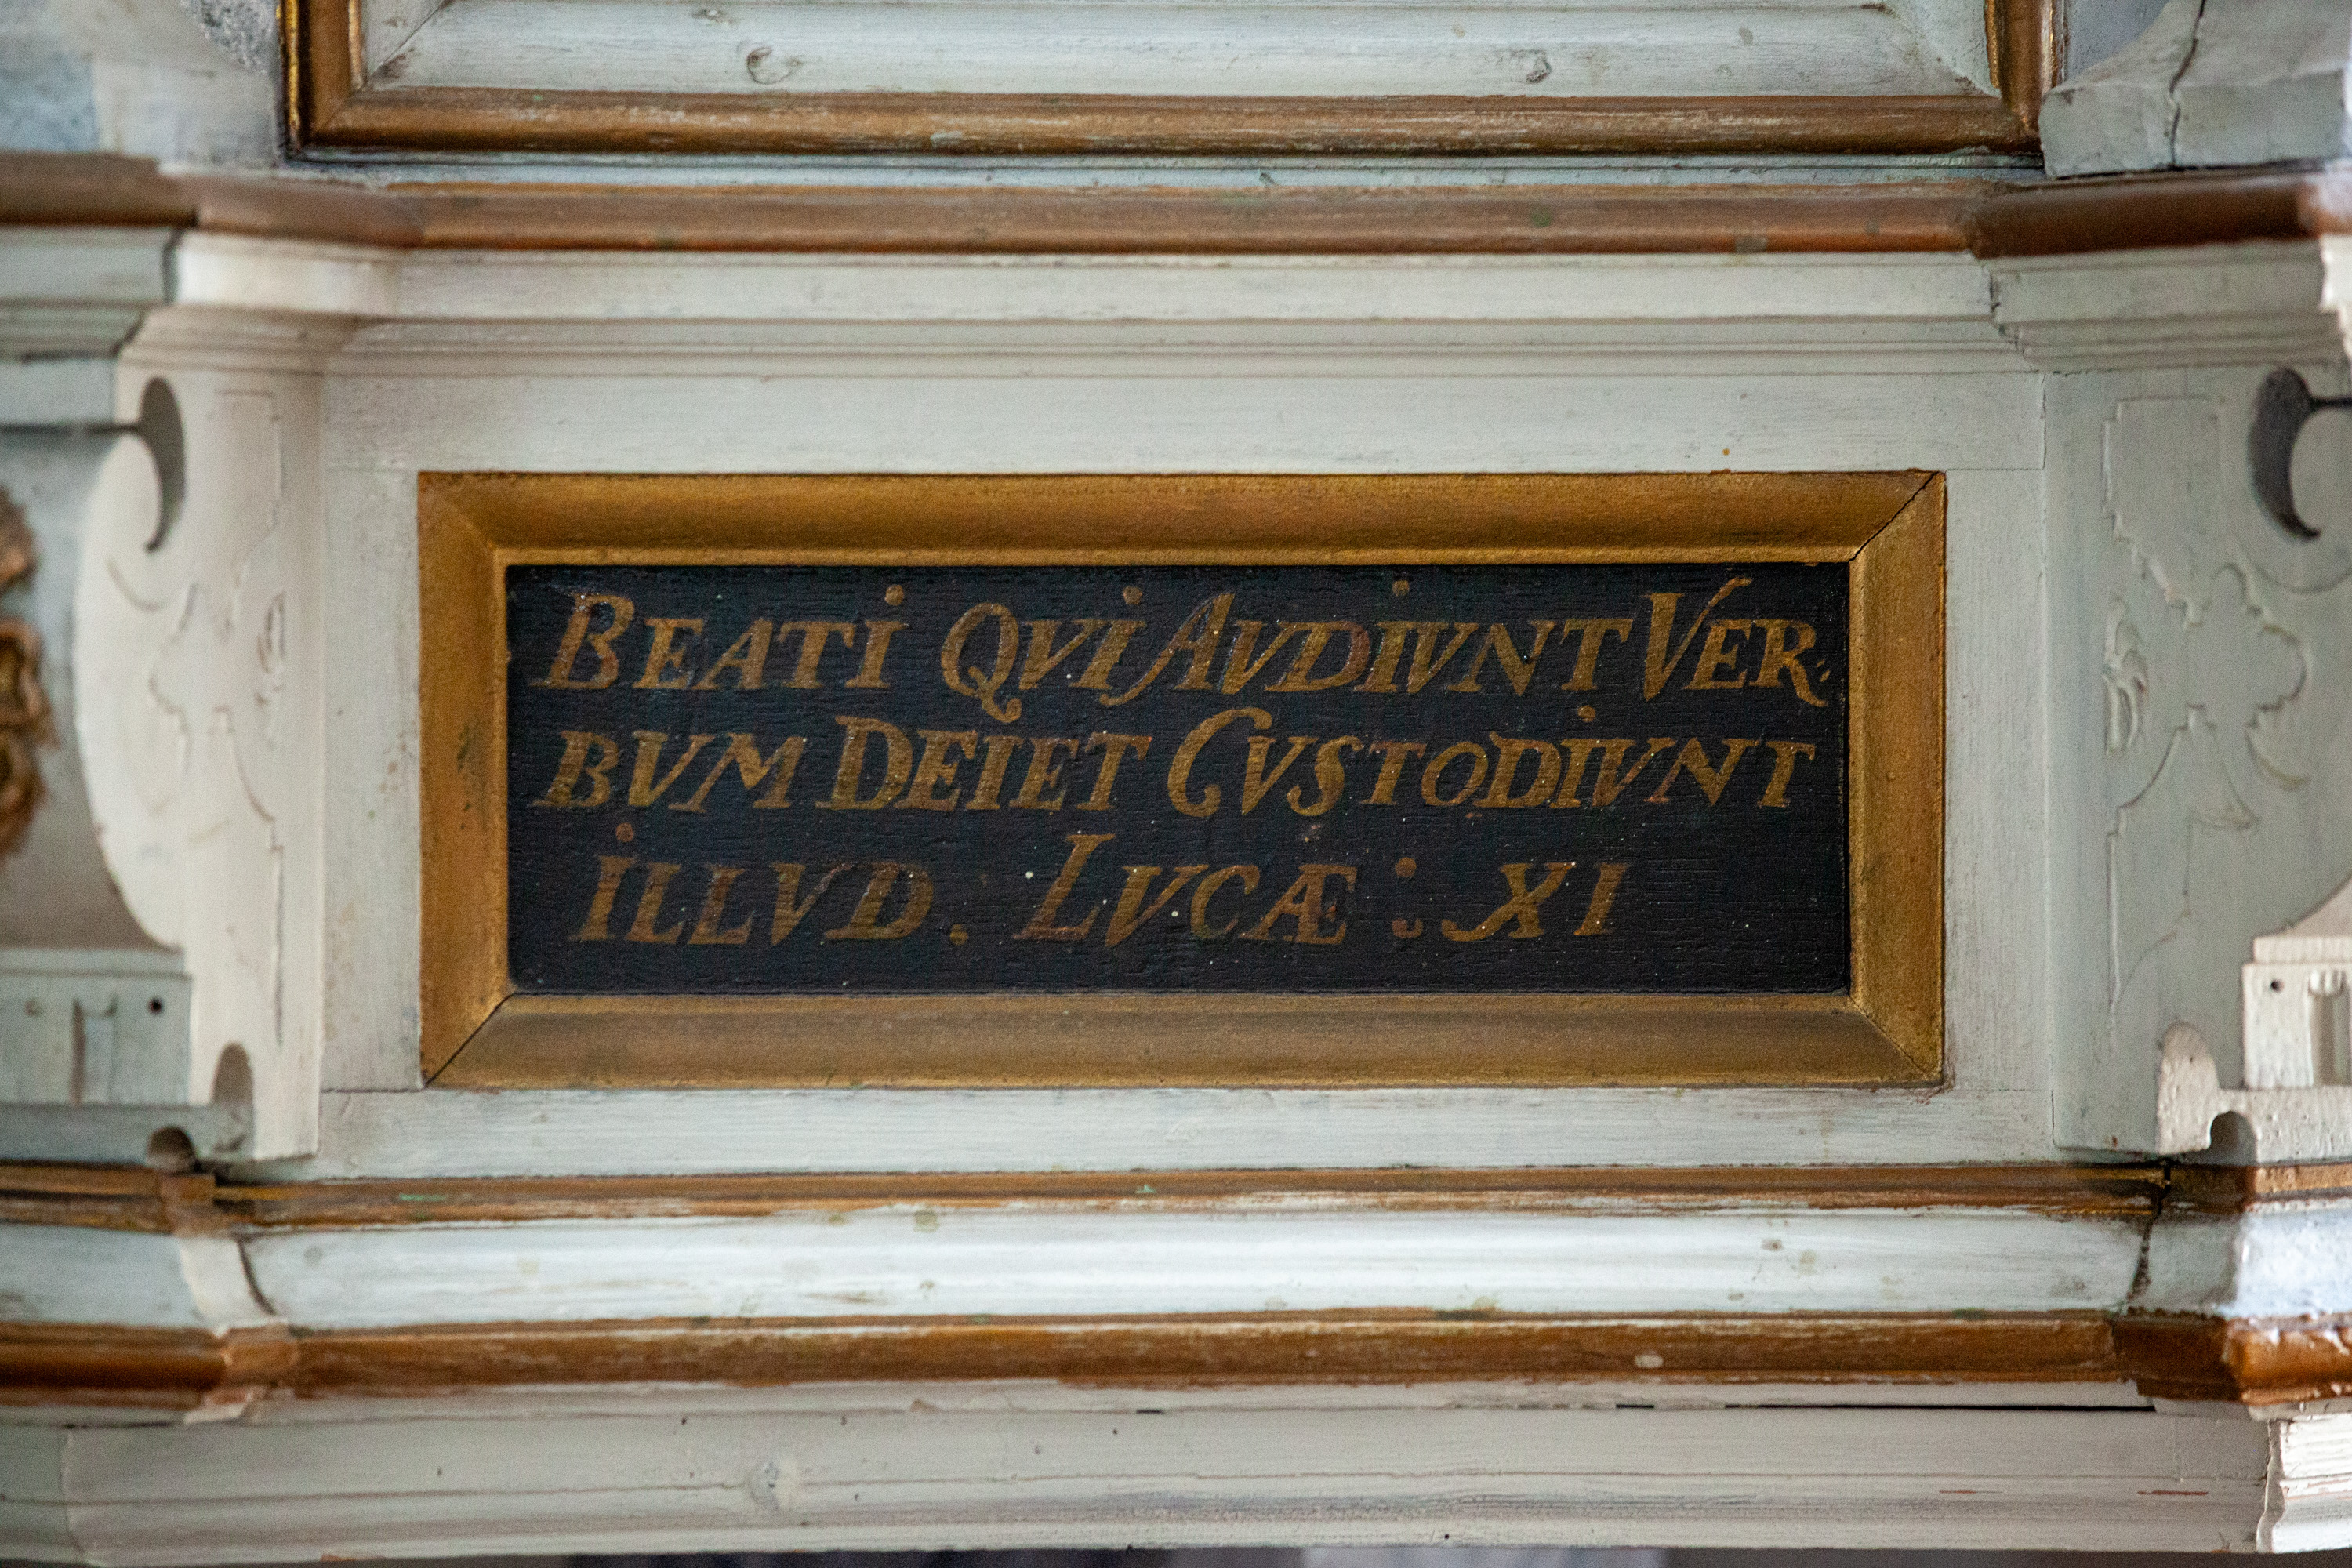 BEATI QVI AVDIVNT VER⸗
BVM DEI ET CVSTODIVNT
ILLVD. LVCÆ: XI